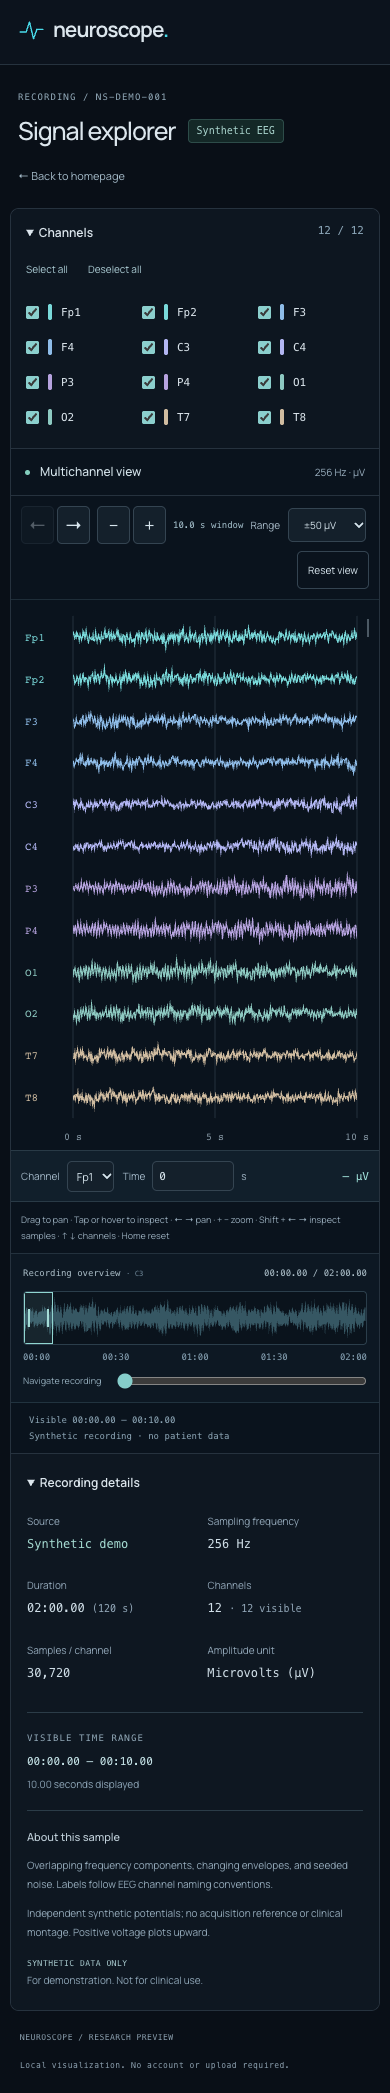 neuroscope.
RECORDING / NS-DEMO-001
Signal explorer Synthetic EEG
← Back to homepage
▼ Channels 12 / 12
Select all Deselect all
Fp1 Fp2 F3
F4 C3 C4
P3 P4 O1
O2 T7 T8
Multichannel view 256 Hz · μV
← → − + 10.0 s window Range ±50 μV
Reset view
Fp1
Fp2
F3
F4
C3
C4
P3
P4
O1
O2
T7
T8
0 s 5 s 10 s
Channel Fp1 Time 0 s — μV
Drag to pan · Tap or hover to inspect · ← → pan · + − zoom · Shift + ← → inspect
samples · ↑ ↓ channels · Home reset
Recording overview · C3 00:00.00 / 02:00.00
00:00 00:30 01:00 01:30 02:00
Navigate recording
Visible 00:00.00 — 00:10.00
Synthetic recording · no patient data
▼ Recording details
Source Sampling frequency
Synthetic demo 256 Hz
Duration Channels
02:00.00 (120 s) 12 · 12 visible
Samples / channel Amplitude unit
30,720 Microvolts (μV)
VISIBLE TIME RANGE
00:00.00 — 00:10.00
10.00 seconds displayed
About this sample
Overlapping frequency components, changing envelopes, and seeded
noise. Labels follow EEG channel naming conventions.
Independent synthetic potentials; no acquisition reference or clinical
montage. Positive voltage plots upward.
SYNTHETIC DATA ONLY
For demonstration. Not for clinical use.
NEUROSCOPE / RESEARCH PREVIEW
Local visualization. No account or upload required.